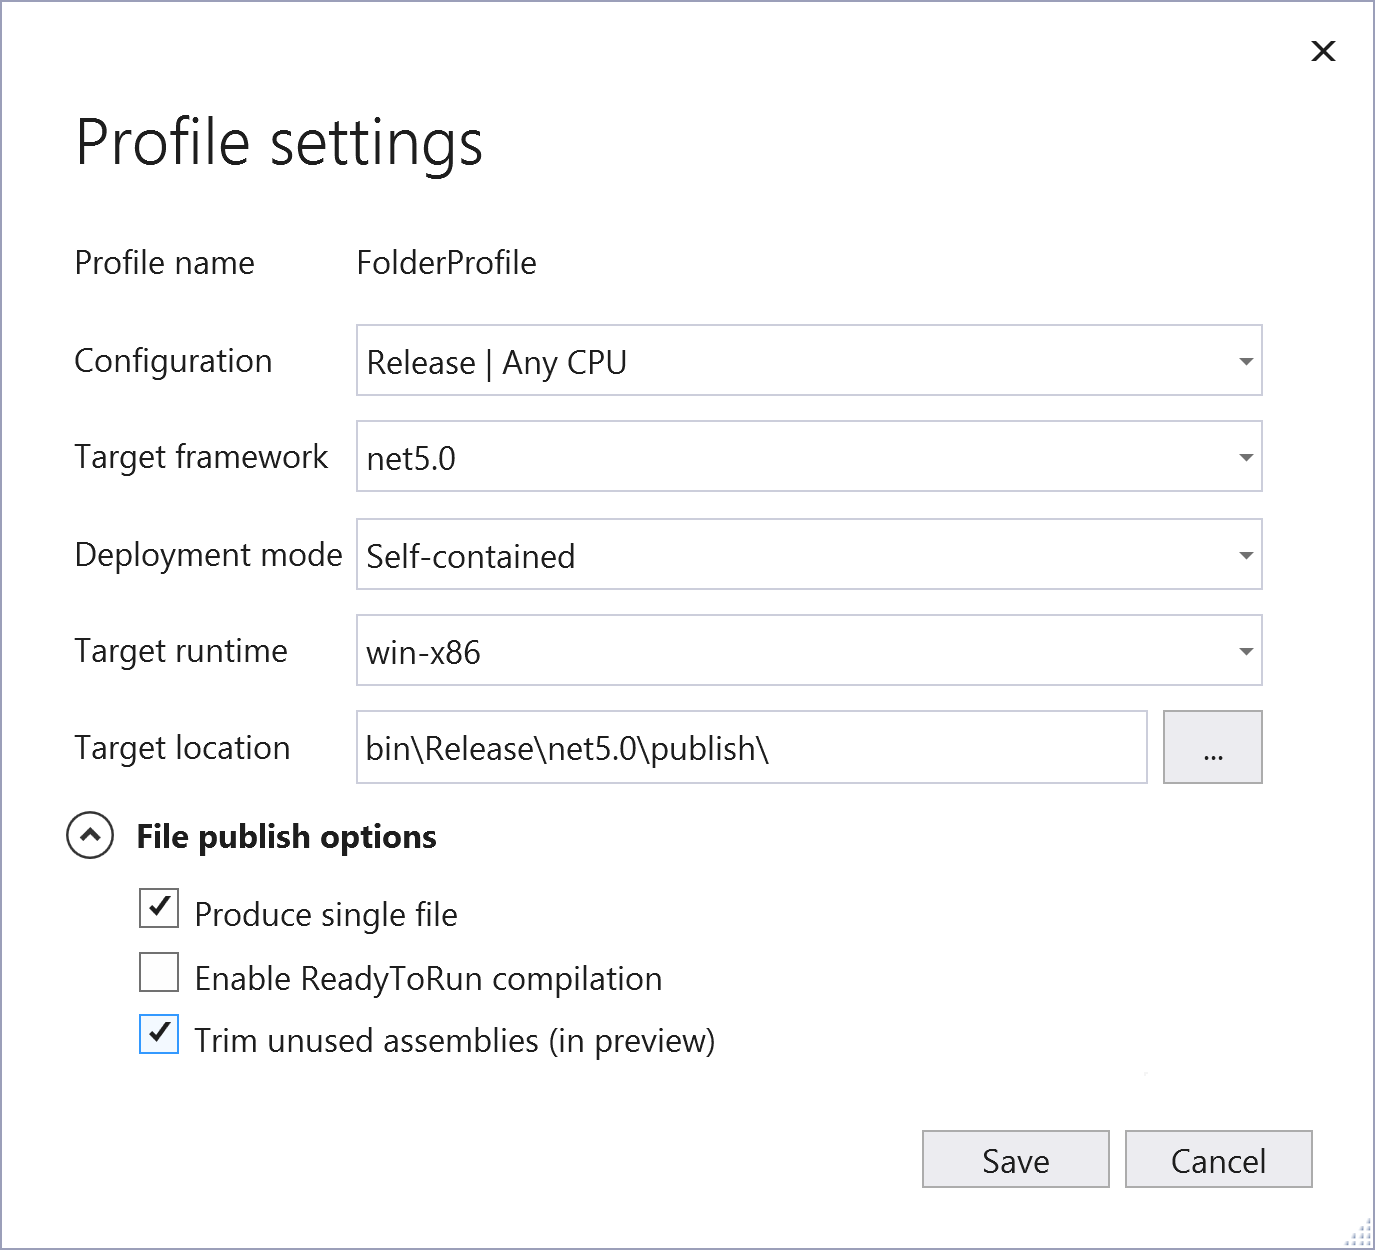 Profile settings
Profile name FolderProfile
Configuration Release | Any CPU
Target framework net5.0
Deployment mode Self-contained
Target runtime win-x86
Target location bin\Release\net5.0\publish\ ...
File publish options
Produce single file
Enable ReadyToRun compilation
Trim unused assemblies (in preview)
Save Cancel